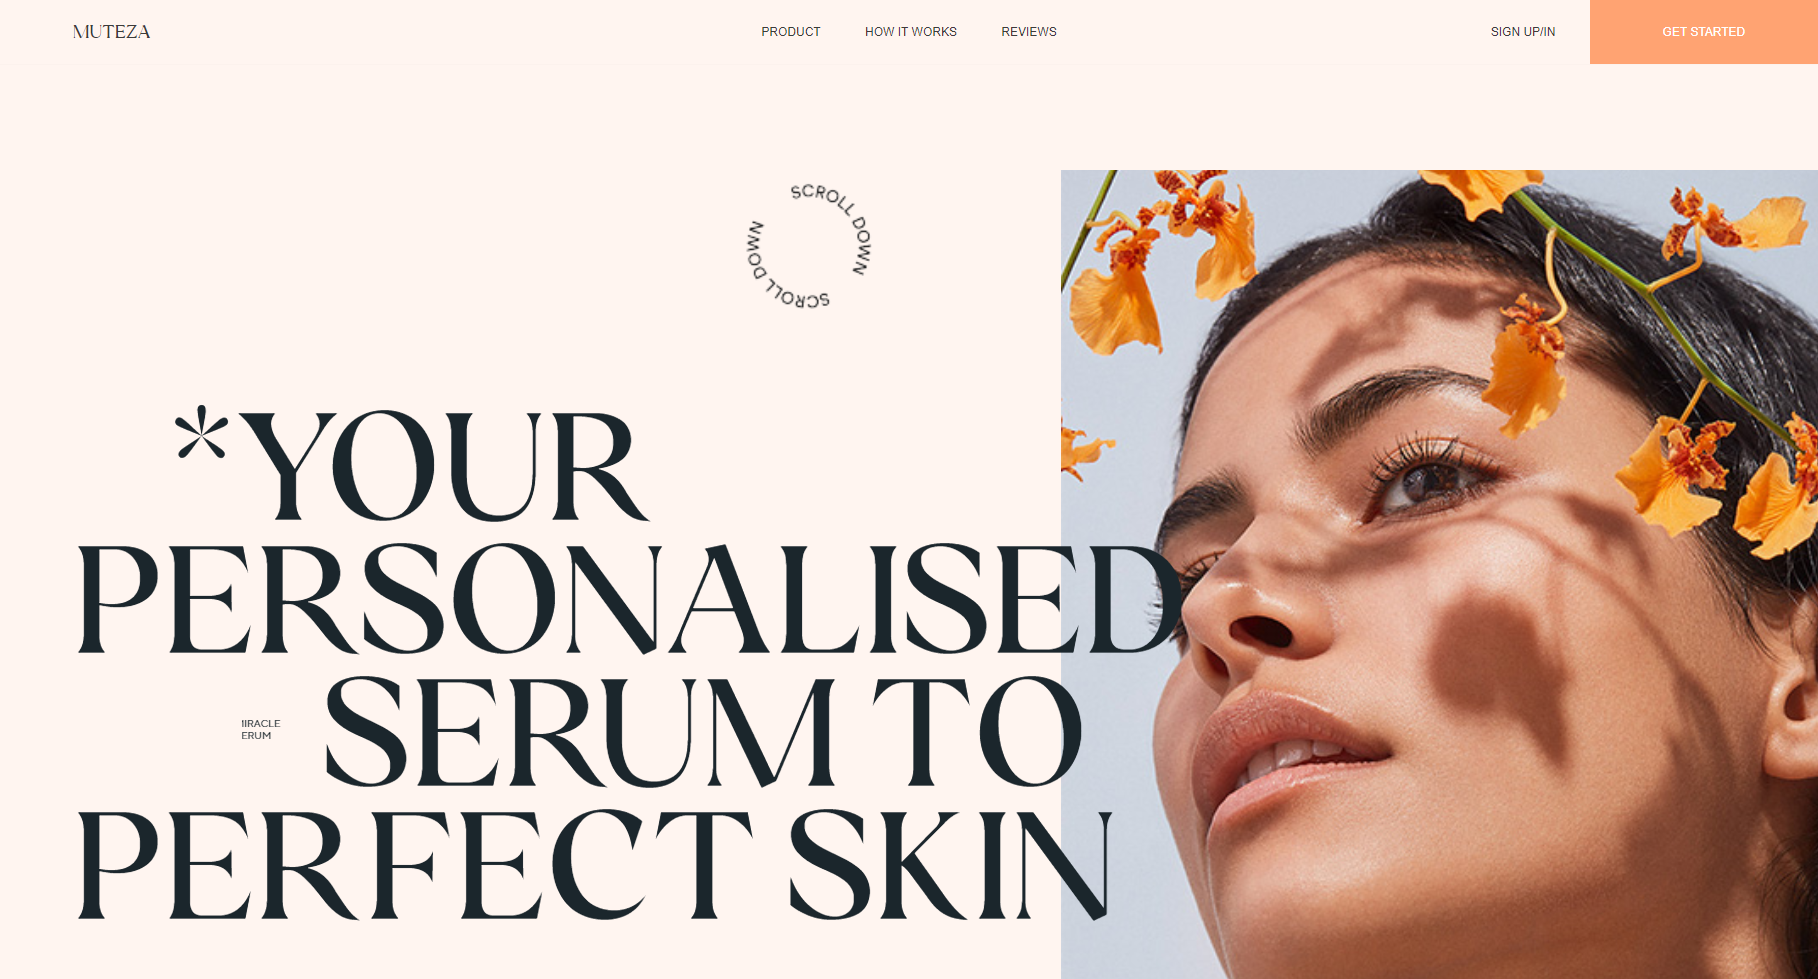 MUTEZA
PRODUCT
HOW IT WORKS
REVIEWS
SIGN UP/IN
GET STARTED
SCROLL DOWN
SCROLL DOWN
*YOUR
PERSONALISED
SERUM TO
PERFECT SKIN
IIRACLE
ERUM